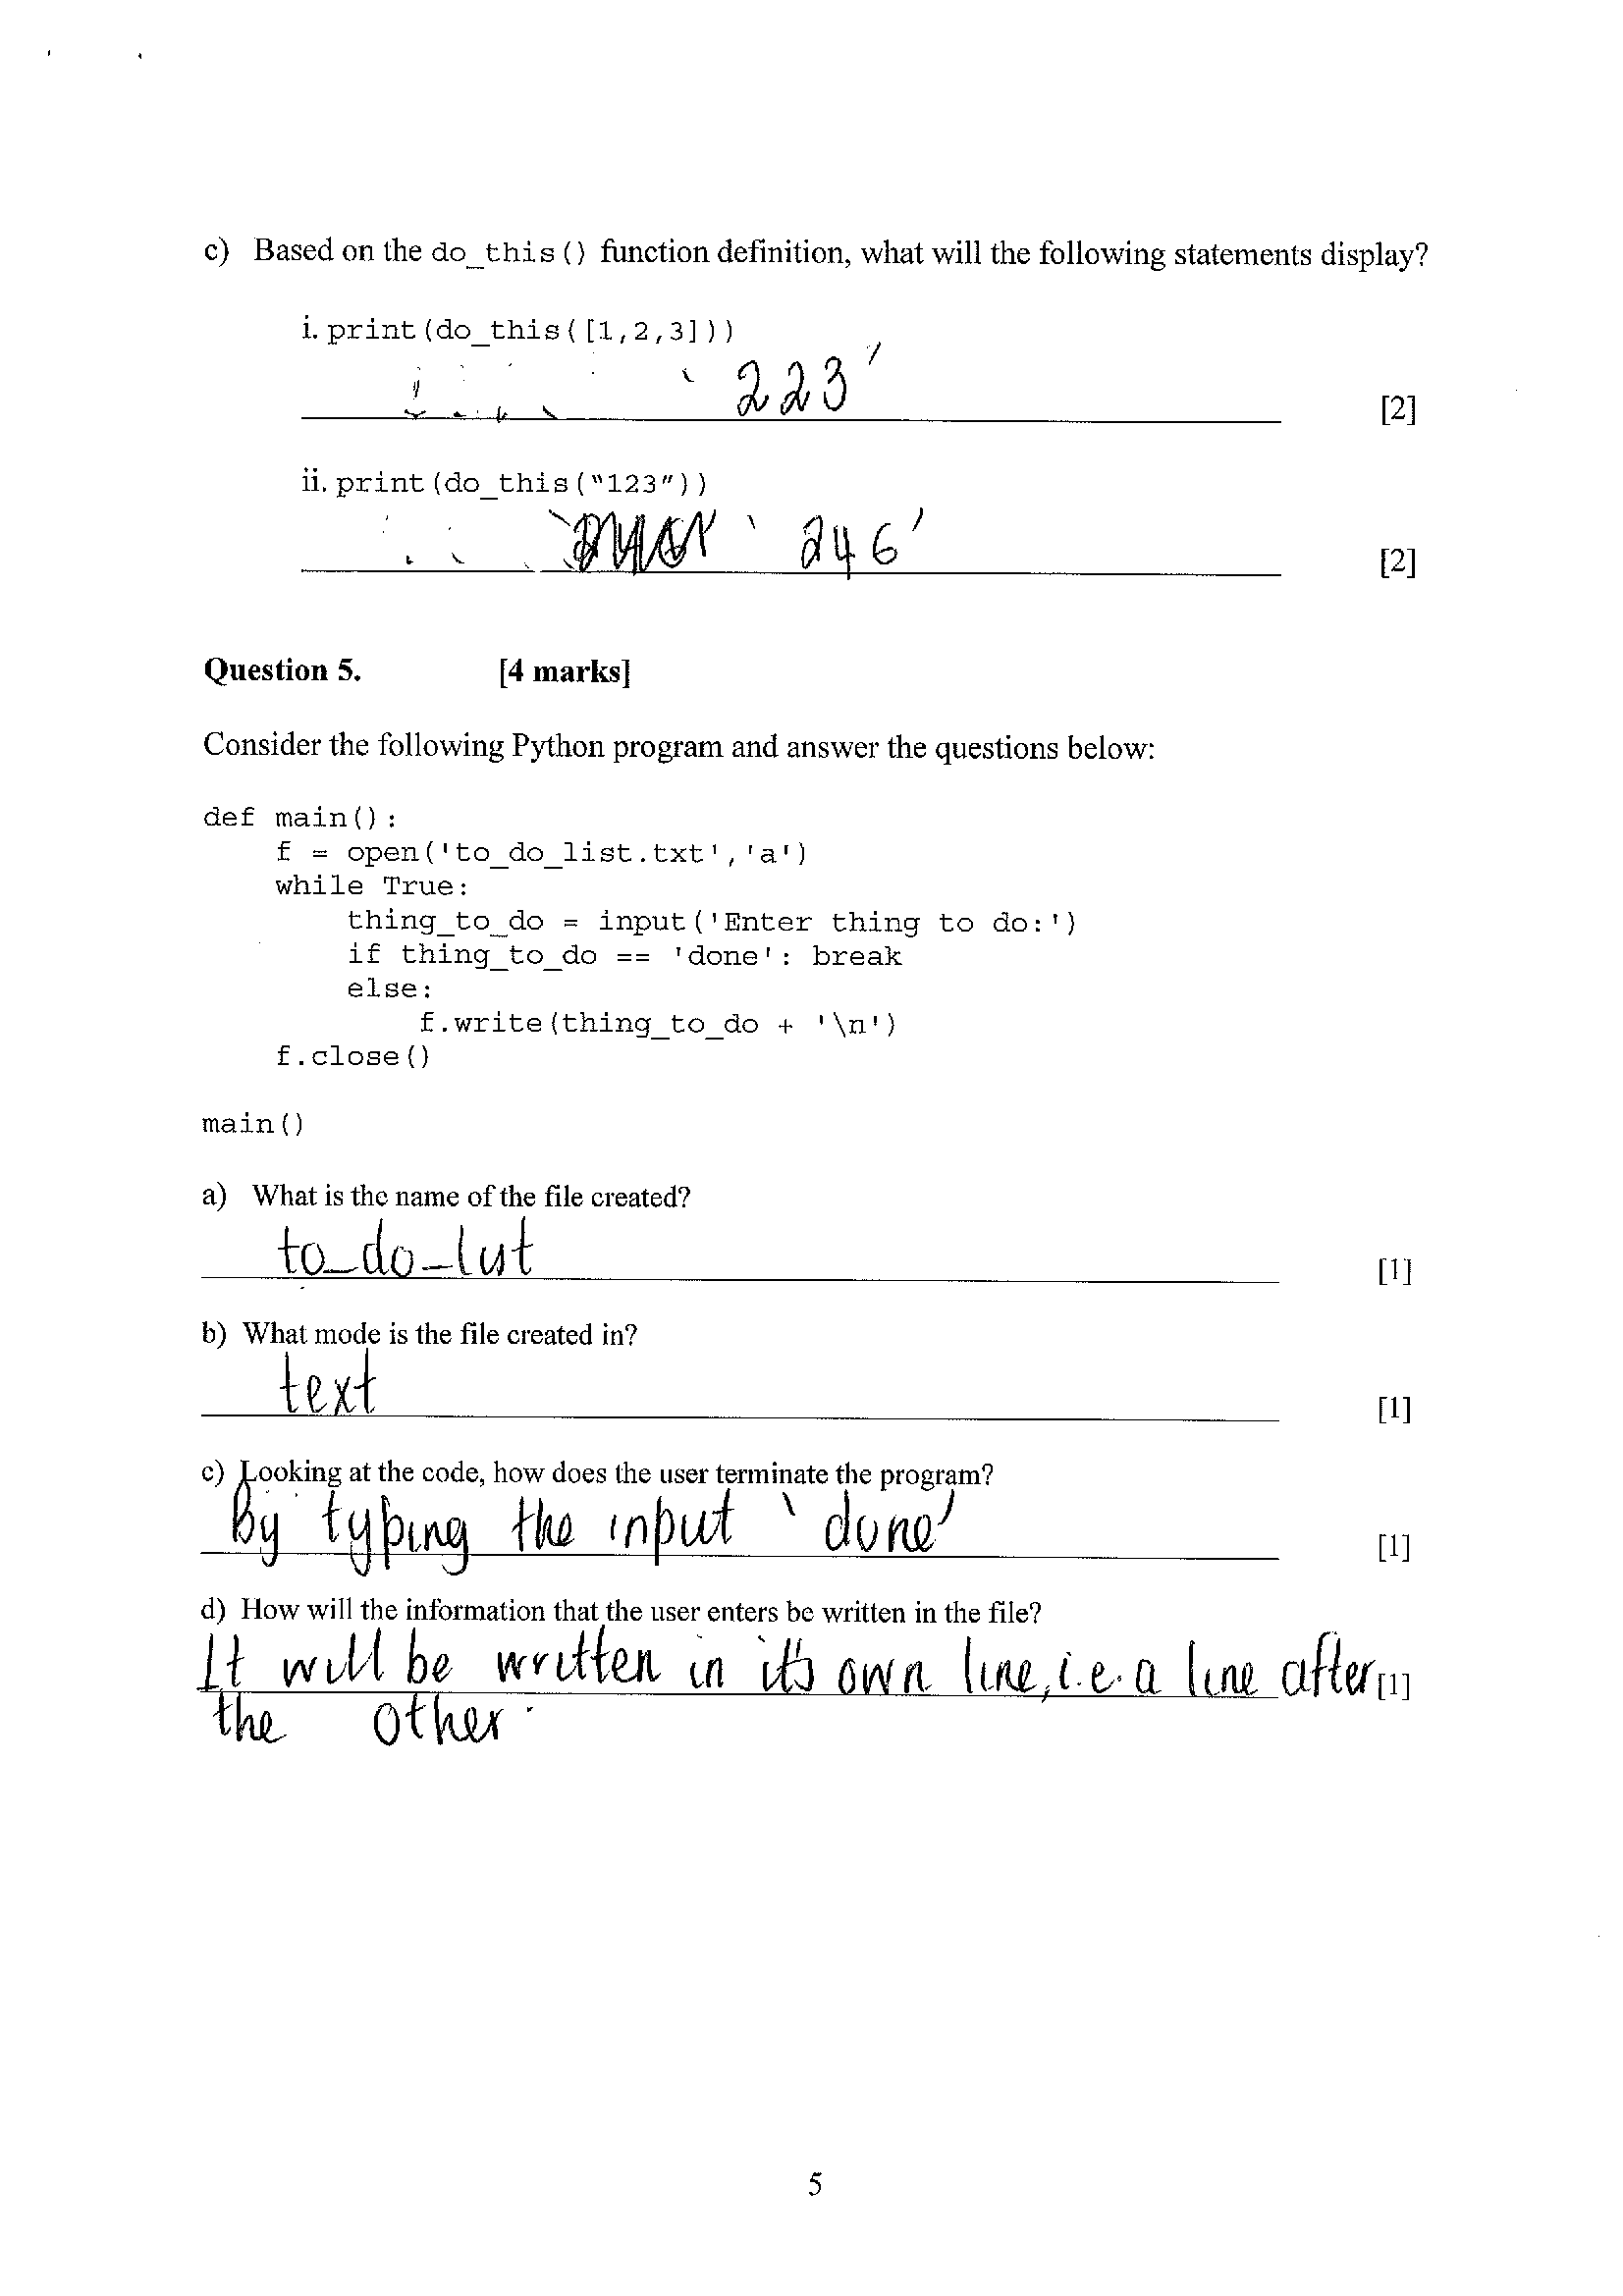 c) Based on the do_this() function definition, what will the following statements display?
i. print(do_this([1,2,3]))
‵ 223 ′
[2]
ii. print(do_this(“123”))
‵ 246 ′
[2]
Question 5. [4 marks]
Consider the following Python program and answer the questions below:
def main():
f = open('to_do_list.txt','a')
while True:
thing_to_do = input('Enter thing to do:')
if thing_to_do == 'done': break
else:
f.write(thing_to_do + '\n')
f.close()
main()
a) What is the name of the file created?
to_do_list
[1]
b) What mode is the file created in?
text
[1]
c) Looking at the code, how does the user terminate the program?
By typing the input ‵ done ′
[1]
d) How will the information that the user enters be written in the file?
It will be written in it's own line, i.e. a line after [1]
the other.
5